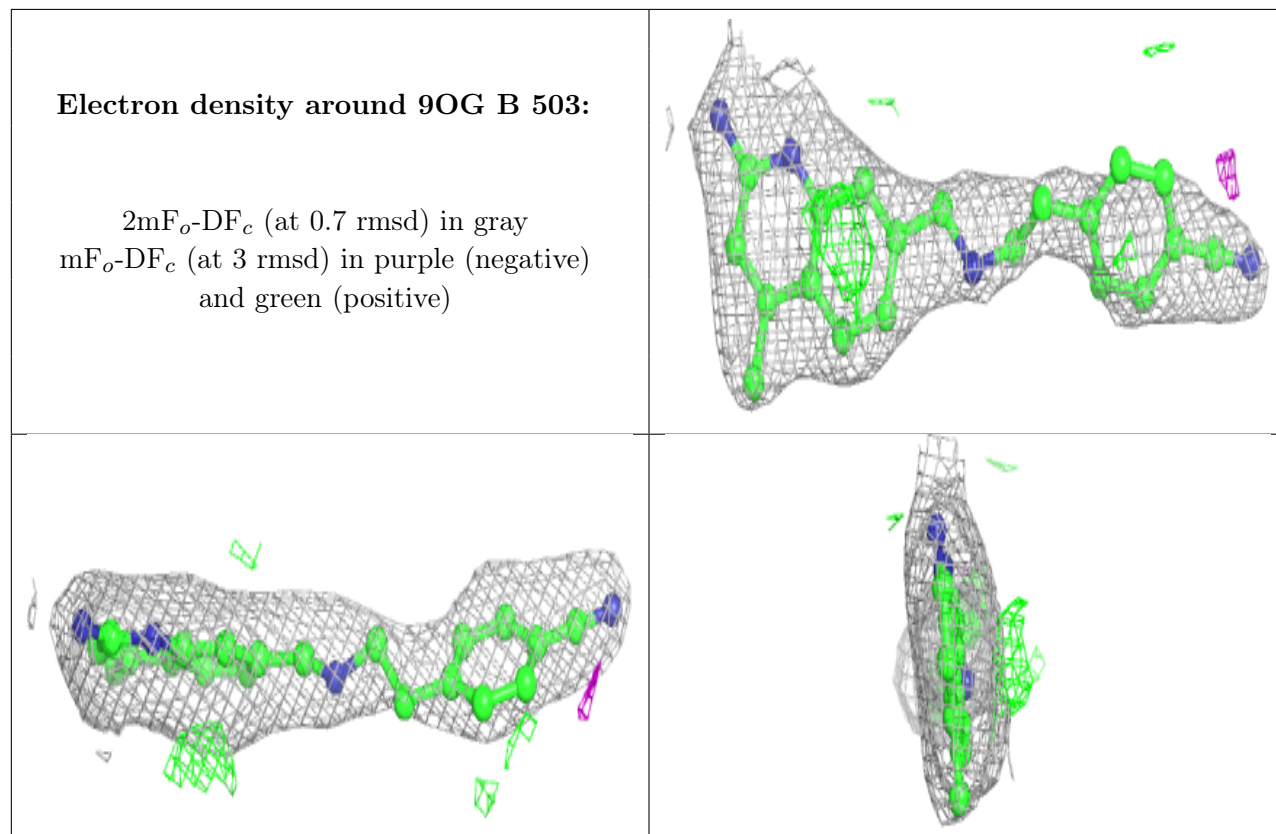 Electron density around 9OG B 503:
2mFo-DFc (at 0.7 rmsd) in gray
mFo-DFc (at 3 rmsd) in purple (negative)
and green (positive)